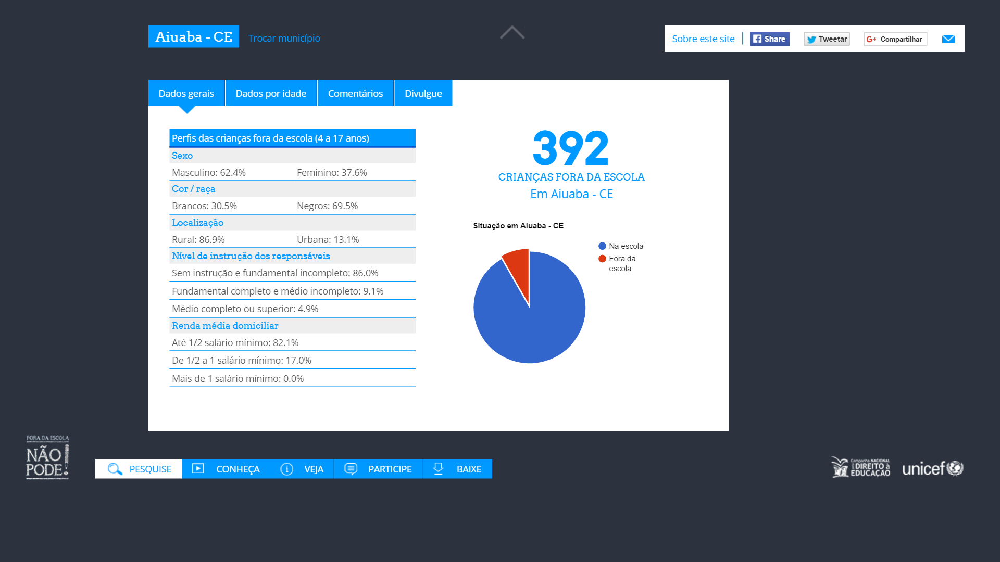 Aiuaba - CE
Trocar município
Sobre este site
Share
Tweetar
G+ Compartilhar
Dados gerais
Dados por idade
Comentários
Divulgue
Perfis das crianças fora da escola (4 a 17 anos)
Sexo
Masculino: 62.4% Feminino: 37.6%
Cor / raça
Brancos: 30.5% Negros: 69.5%
Localização
Rural: 86.9% Urbana: 13.1%
Nível de instrução dos responsáveis
Sem instrução e fundamental incompleto: 86.0%
Fundamental completo e médio incompleto: 9.1%
Médio completo ou superior: 4.9%
Renda média domiciliar
Até 1/2 salário mínimo: 82.1%
De 1/2 a 1 salário mínimo: 17.0%
Mais de 1 salário mínimo: 0.0%
392
CRIANÇAS FORA DA ESCOLA
Em Aiuaba - CE
Situação em Aiuaba - CE
Na escola
Fora da
escola
FORA DA ESCOLA
NÃO
PODE!
PESQUISE
CONHEÇA
VEJA
PARTICIPE
BAIXE
Campanha NACIONAL
DIREITO à
EDUCAÇÃO
unicef